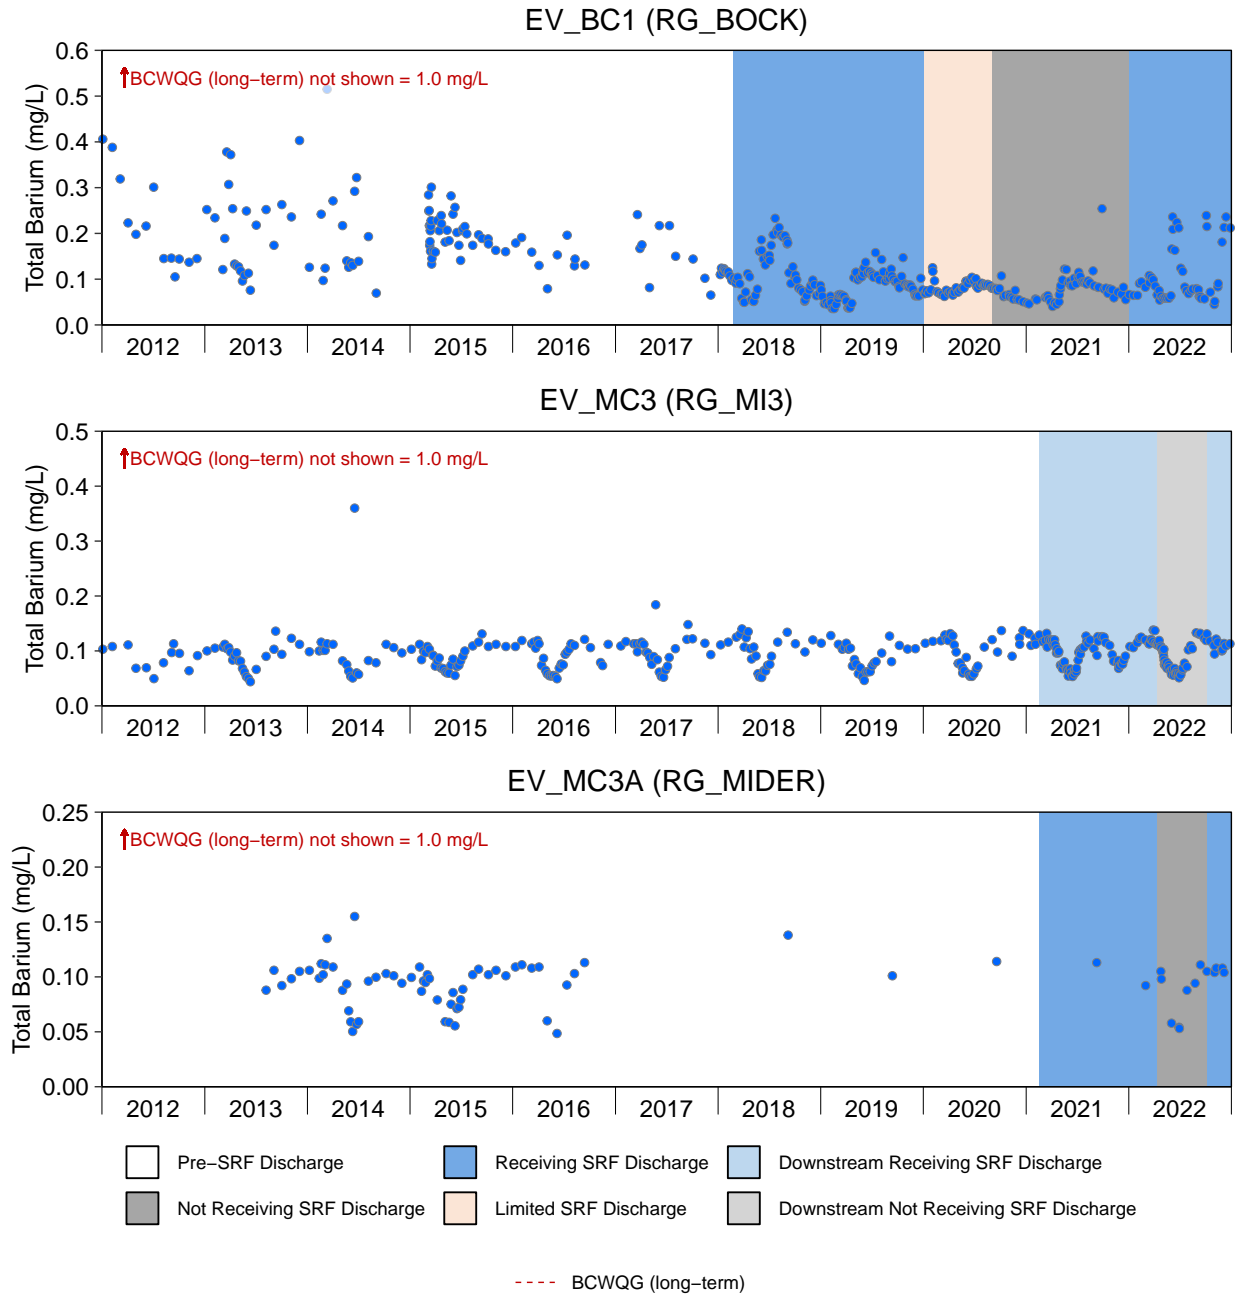 EV_BC1 (RG_BOCK)
Total Barium (mg/L)
0.6
0.5
0.4
0.3
0.2
0.1
0.0
BCWQG (long−term) not shown = 1.0 mg/L
2012 2013 2014 2015 2016 2017 2018 2019 2020 2021 2022
EV_MC3 (RG_MI3)
Total Barium (mg/L)
0.5
0.4
0.3
0.2
0.1
0.0
BCWQG (long−term) not shown = 1.0 mg/L
2012 2013 2014 2015 2016 2017 2018 2019 2020 2021 2022
EV_MC3A (RG_MIDER)
Total Barium (mg/L)
0.25
0.20
0.15
0.10
0.05
0.00
BCWQG (long−term) not shown = 1.0 mg/L
2012 2013 2014 2015 2016 2017 2018 2019 2020 2021 2022
Pre−SRF Discharge Receiving SRF Discharge Downstream Receiving SRF Discharge
Not Receiving SRF Discharge Limited SRF Discharge Downstream Not Receiving SRF Discharge
BCWQG (long−term)